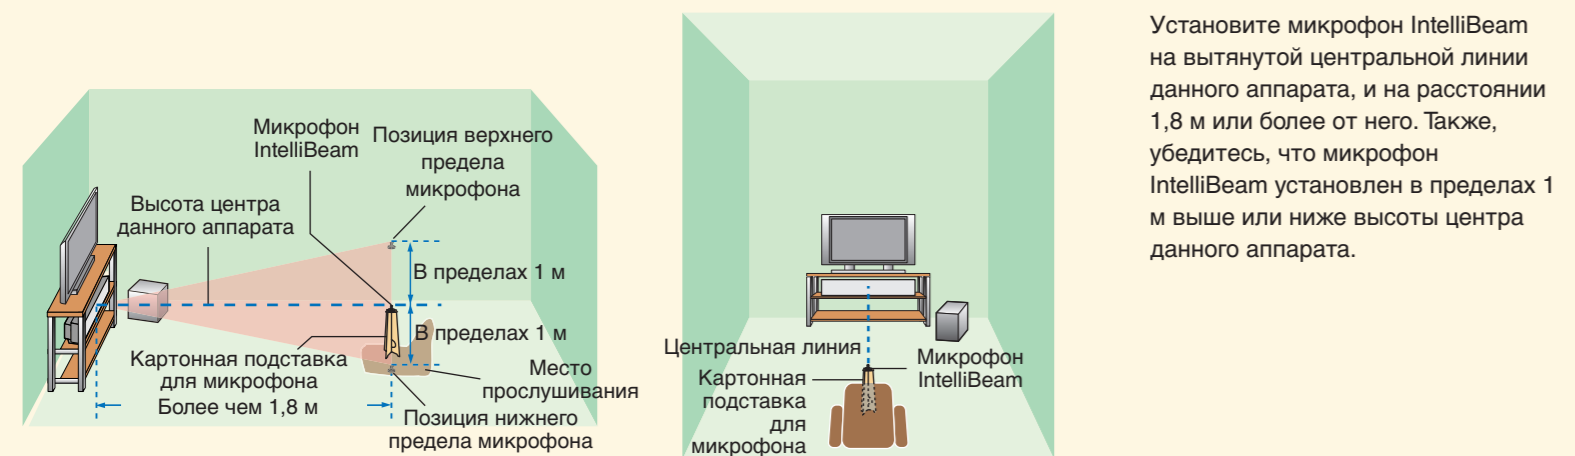 Микрофон
IntelliBeam
Позиция верхнего
предела
микрофона
Высота центра
данного аппарата
В пределах 1 м
В пределах 1 м
Картонная подставка
для микрофона
Более чем 1,8 м
Место
прослушивания
Позиция нижнего
предела микрофона
Центральная линия
Картонная
подставка
для
микрофона
Микрофон
IntelliBeam
Установите микрофон IntelliBeam
на вытянутой центральной линии
данного аппарата, и на расстоянии
1,8 м или более от него. Также,
убедитесь, что микрофон
IntelliBeam установлен в пределах 1
м выше или ниже высоты центра
данного аппарата.